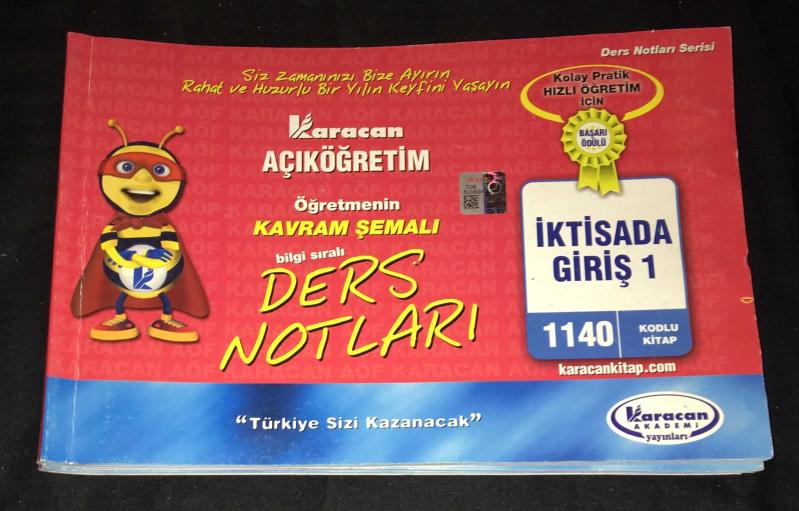 Ders Notları Serisi
Siz Zamanınızı Bize Ayırın
Rahat ve Huzurlu Bir Yılın Keyfini Yaşayın
Kolay Pratik
HIZLI ÖĞRETİM
İÇİN
BAŞARI
ÖDÜLÜ
Karacan
AÇIKÖĞRETİM
Öğretmenin
KAVRAM ŞEMALI
bilgi sıralı
DERS
NOTLARI
İKTİSADA
GİRİŞ 1
1140
KODLU
KİTAP
karacankitap.com
“Türkiye Sizi Kazanacak”
Karacan
AKADEMİ
yayınları